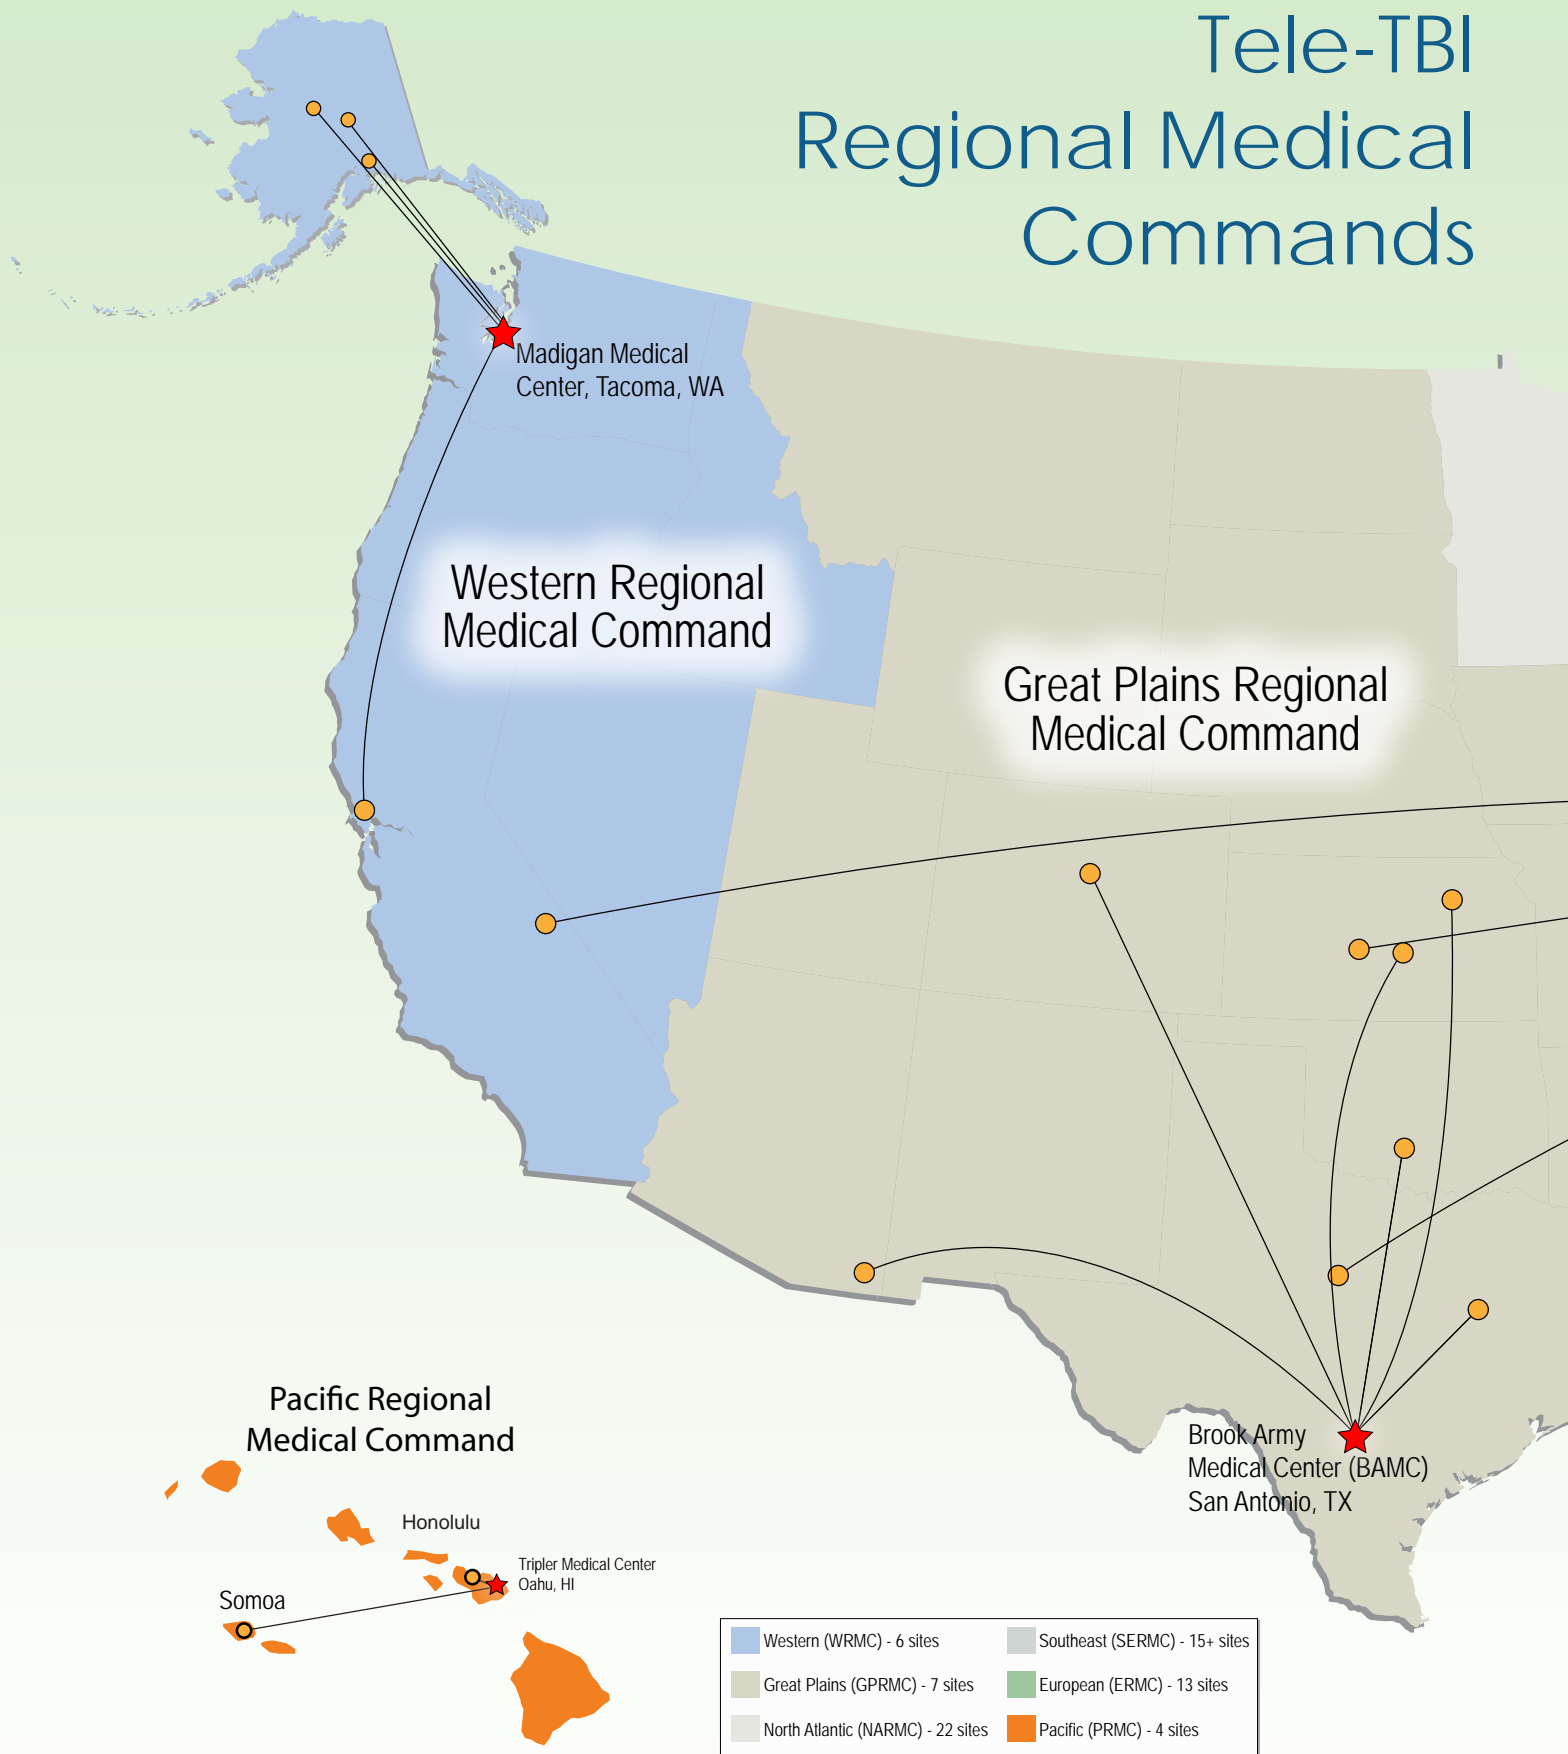 Tele-TBI
Regional Medical
Commands
Madigan Medical
Center, Tacoma, WA
Western Regional
Medical Command
Great Plains Regional
Medical Command
Brook Army
Medical Center (BAMC)
San Antonio, TX
Pacific Regional
Medical Command
Honolulu
Tripler Medical Center
Oahu, HI
Somoa
Western (WRMC) - 6 sites
Southeast (SERMC) - 15+ sites
Great Plains (GPRMC) - 7 sites
European (ERMC) - 13 sites
North Atlantic (NARMC) - 22 sites
Pacific (PRMC) - 4 sites